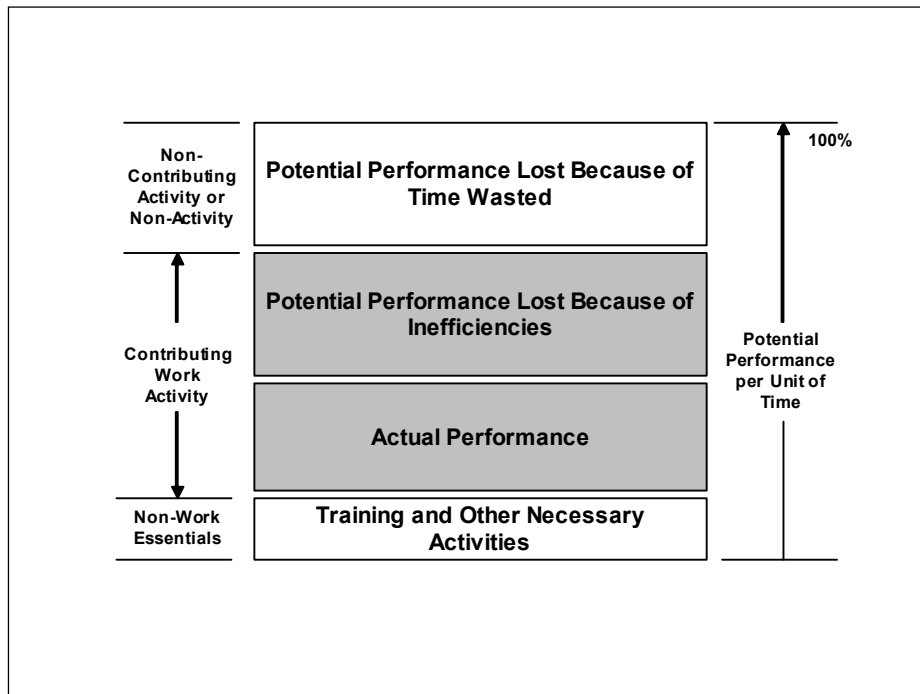 Non-
Contributing
Activity or
Non-Activity
Potential Performance Lost Because of
Time Wasted
100%
Potential Performance Lost Because of
Inefficiencies
Contributing
Work
Activity
Potential
Performance
per Unit of
Time
Actual Performance
Non-Work
Essentials
Training and Other Necessary
Activities